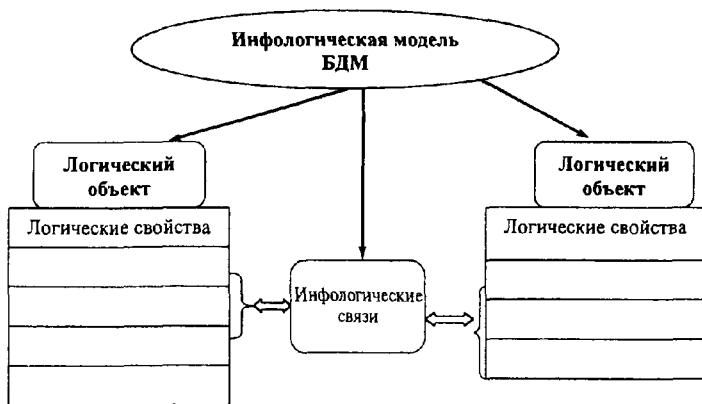 Инфологическая модель
БДМ
Логический
объект
Логический
объект
Логические свойства
Логические свойства
Инфологические
связи